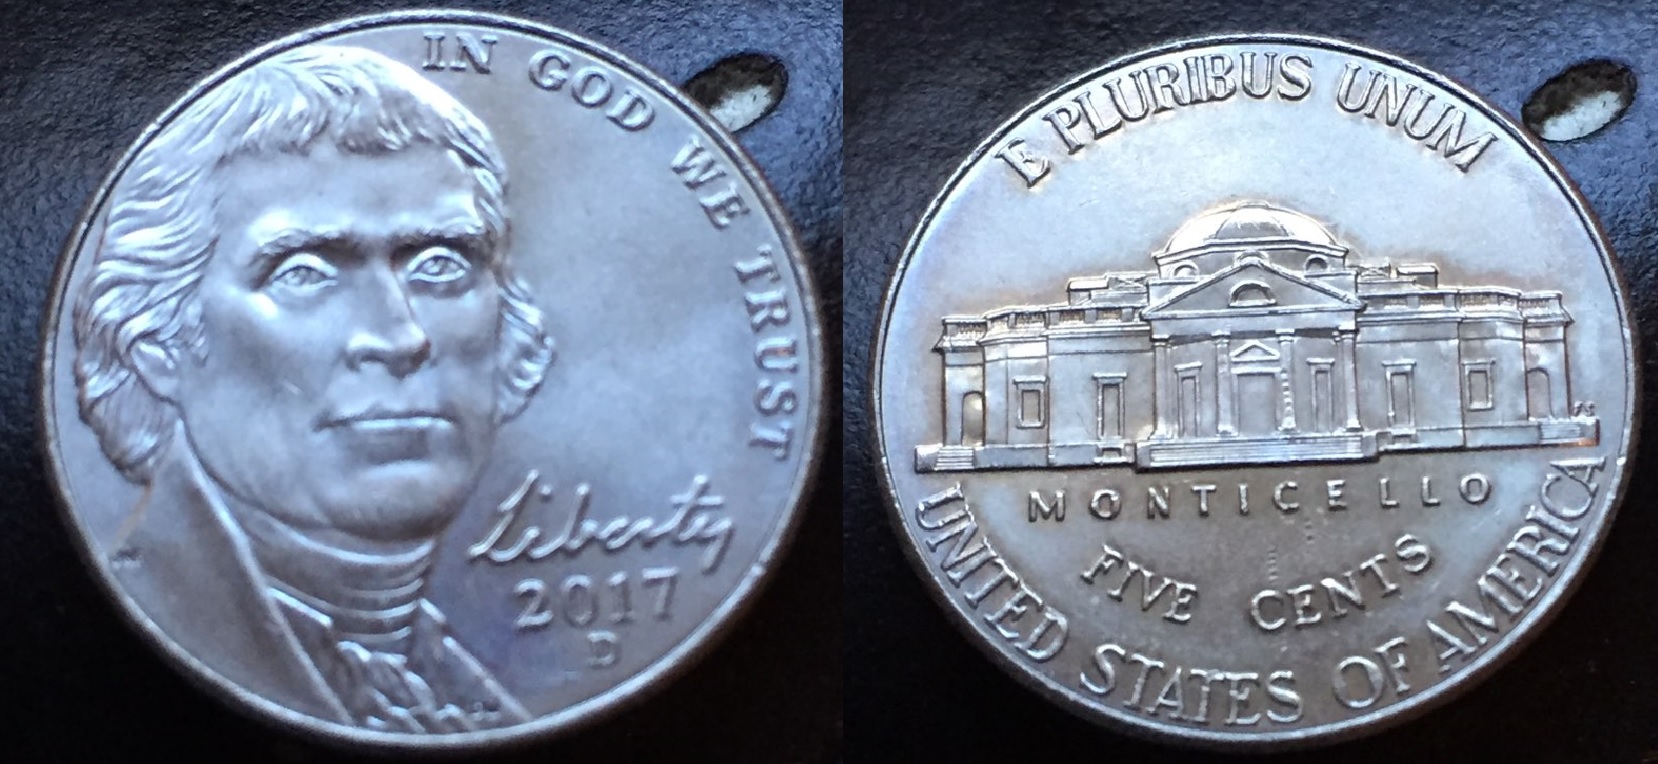 IN GOD WE TRUST
Liberty
2017
D
E PLURIBUS UNUM
MONTICELLO
FIVE CENTS
UNITED STATES OF AMERICA